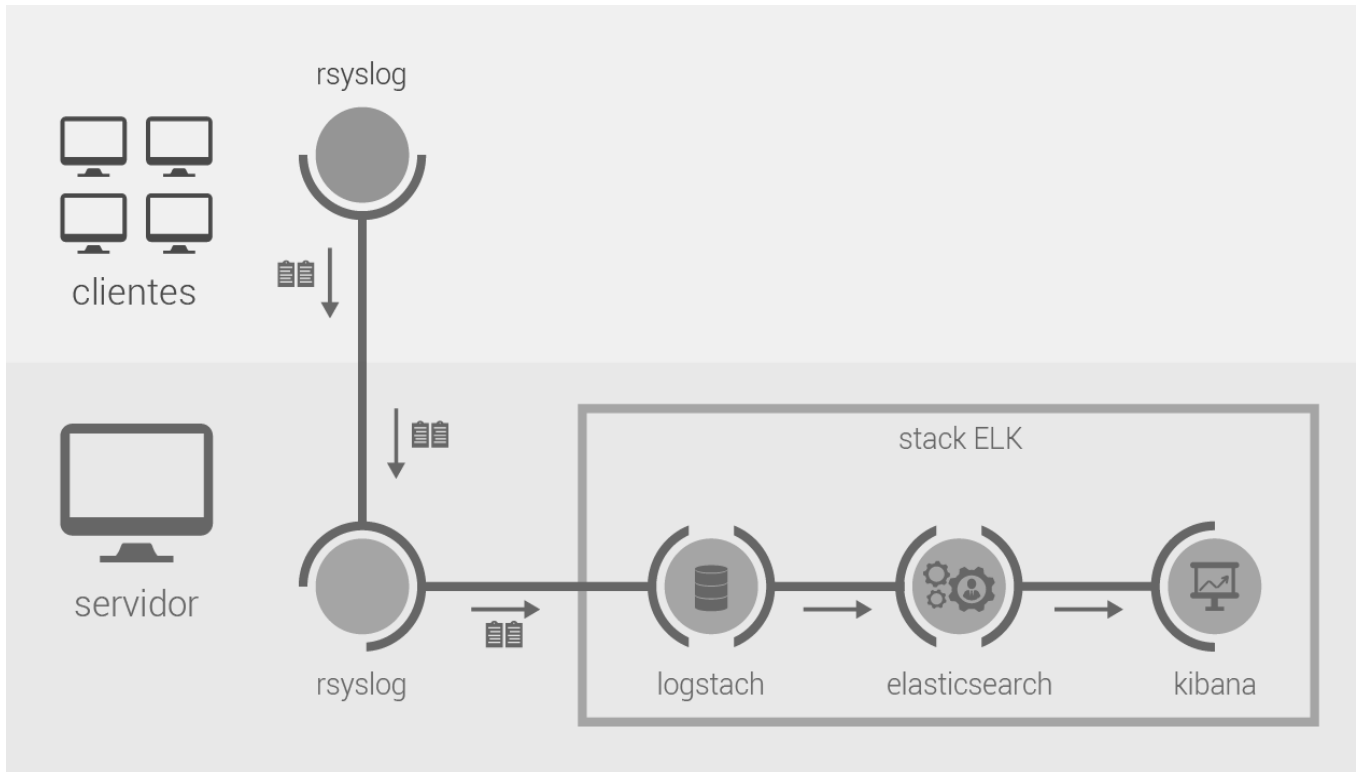 rsyslog
clientes
stack ELK
servidor
rsyslog
logstach
elasticsearch
kibana